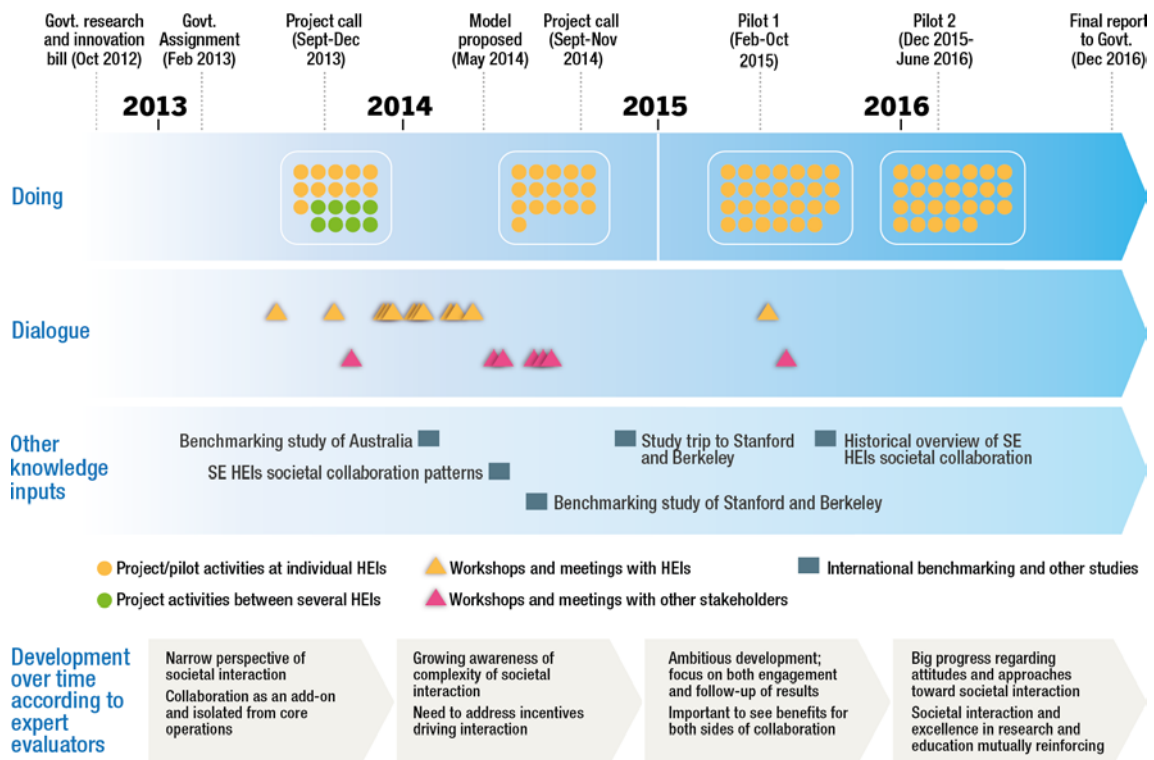 Govt. research
and innovation
bill (Oct 2012)
Govt.
Assignment
(Feb 2013)
Project call
(Sept-Dec
2013)
Model
proposed
(May 2014)
Project call
(Sept-Nov
2014)
Pilot 1
(Feb-Oct
2015)
Pilot 2
(Dec 2015-
June 2016)
Final report
to Govt.
(Dec 2016)
2013
2014
2015
2016
Doing
Dialogue
Other
knowledge
inputs
Benchmarking study of Australia
SE HEIs societal collaboration patterns
Benchmarking study of Stanford and Berkeley
Study trip to Stanford
and Berkeley
Historical overview of SE
HEIs societal collaboration
Project/pilot activities at individual HEIs
Project activities between several HEIs
Workshops and meetings with HEIs
Workshops and meetings with other stakeholders
International benchmarking and other studies
Development
over time
according to
expert
evaluators
Narrow perspective of
societal interaction
Collaboration as an add-on
and isolated from core
operations
Growing awareness of
complexity of societal
interaction
Need to address incentives
driving interaction
Ambitious development;
focus on both engagement
and follow-up of results
Important to see benefits for
both sides of collaboration
Big progress regarding
attitudes and approaches
toward societal interaction
Societal interaction and
excellence in research and
education mutually reinforcing